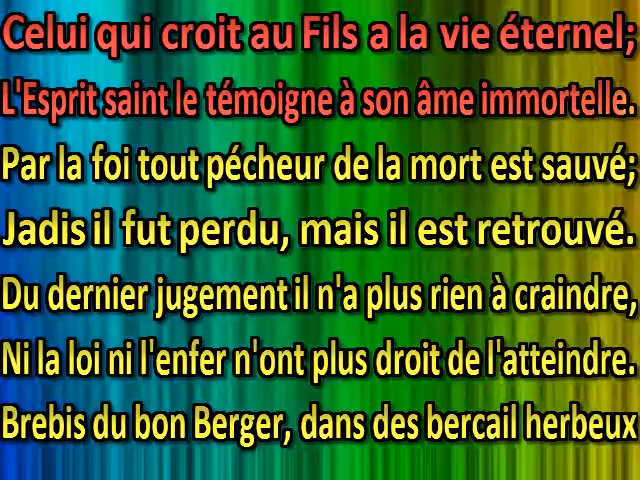 Celui qui croit au Fils a la vie éternel;
L'Esprit saint le témoigne à son âme immortelle.
Par la foi tout pécheur de la mort est sauvé;
Jadis il fut perdu, mais il est retrouvé.
Du dernier jugement il n'a plus rien à craindre,
Ni la loi ni l'enfer n'ont plus droit de l'atteindre.
Brebis du bon Berger, dans des bercail herbeux